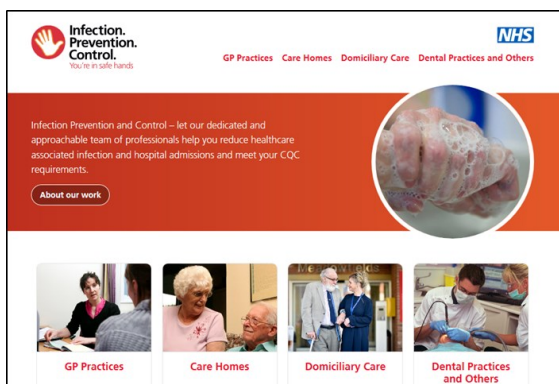 Infection.
Prevention.
Control.
You're in safe hands
NHS
GP Practices Care Homes Domiciliary Care Dental Practices and Others
Infection Prevention and Control – let our dedicated and
approachable team of professionals help you reduce healthcare
associated infection and hospital admissions and meet your CQC
requirements.
About our work
GP Practices
Care Homes
Domiciliary Care
Dental Practices
and Others